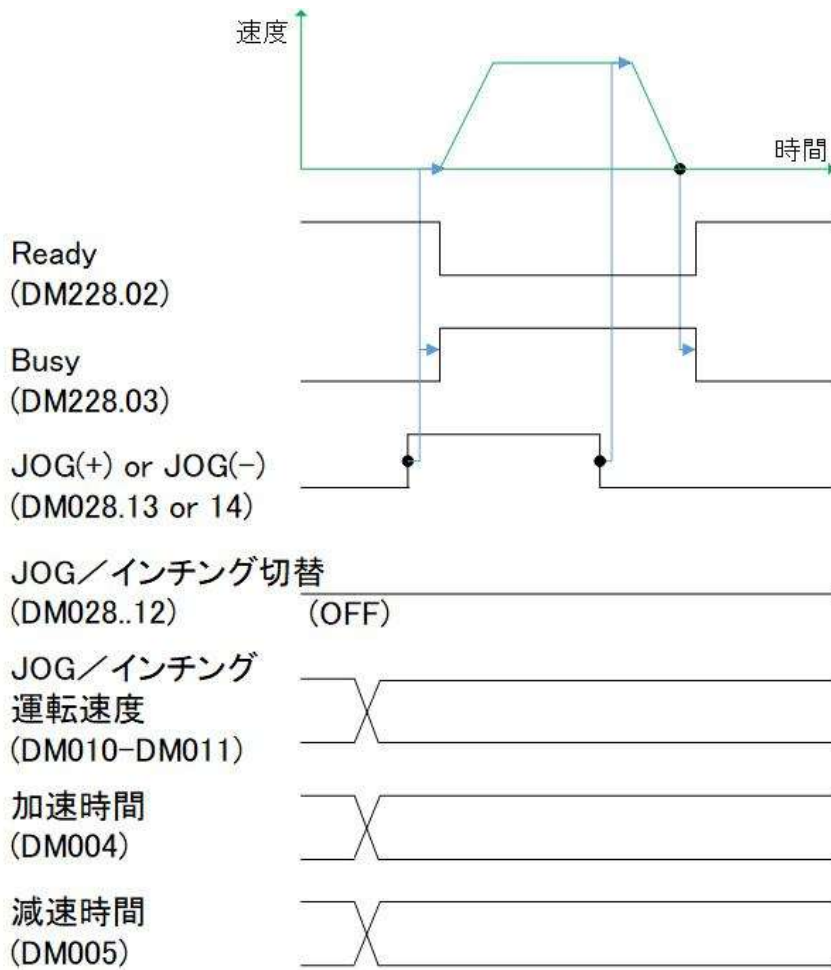 速度
時間
Ready
(DM228.02)
Busy
(DM228.03)
JOG(+) or JOG(-)
(DM028.13 or 14)
JOG／インチング切替
(DM028..12) (OFF)
JOG／インチング
運転速度
(DM010-DM011)
加速時間
(DM004)
減速時間
(DM005)